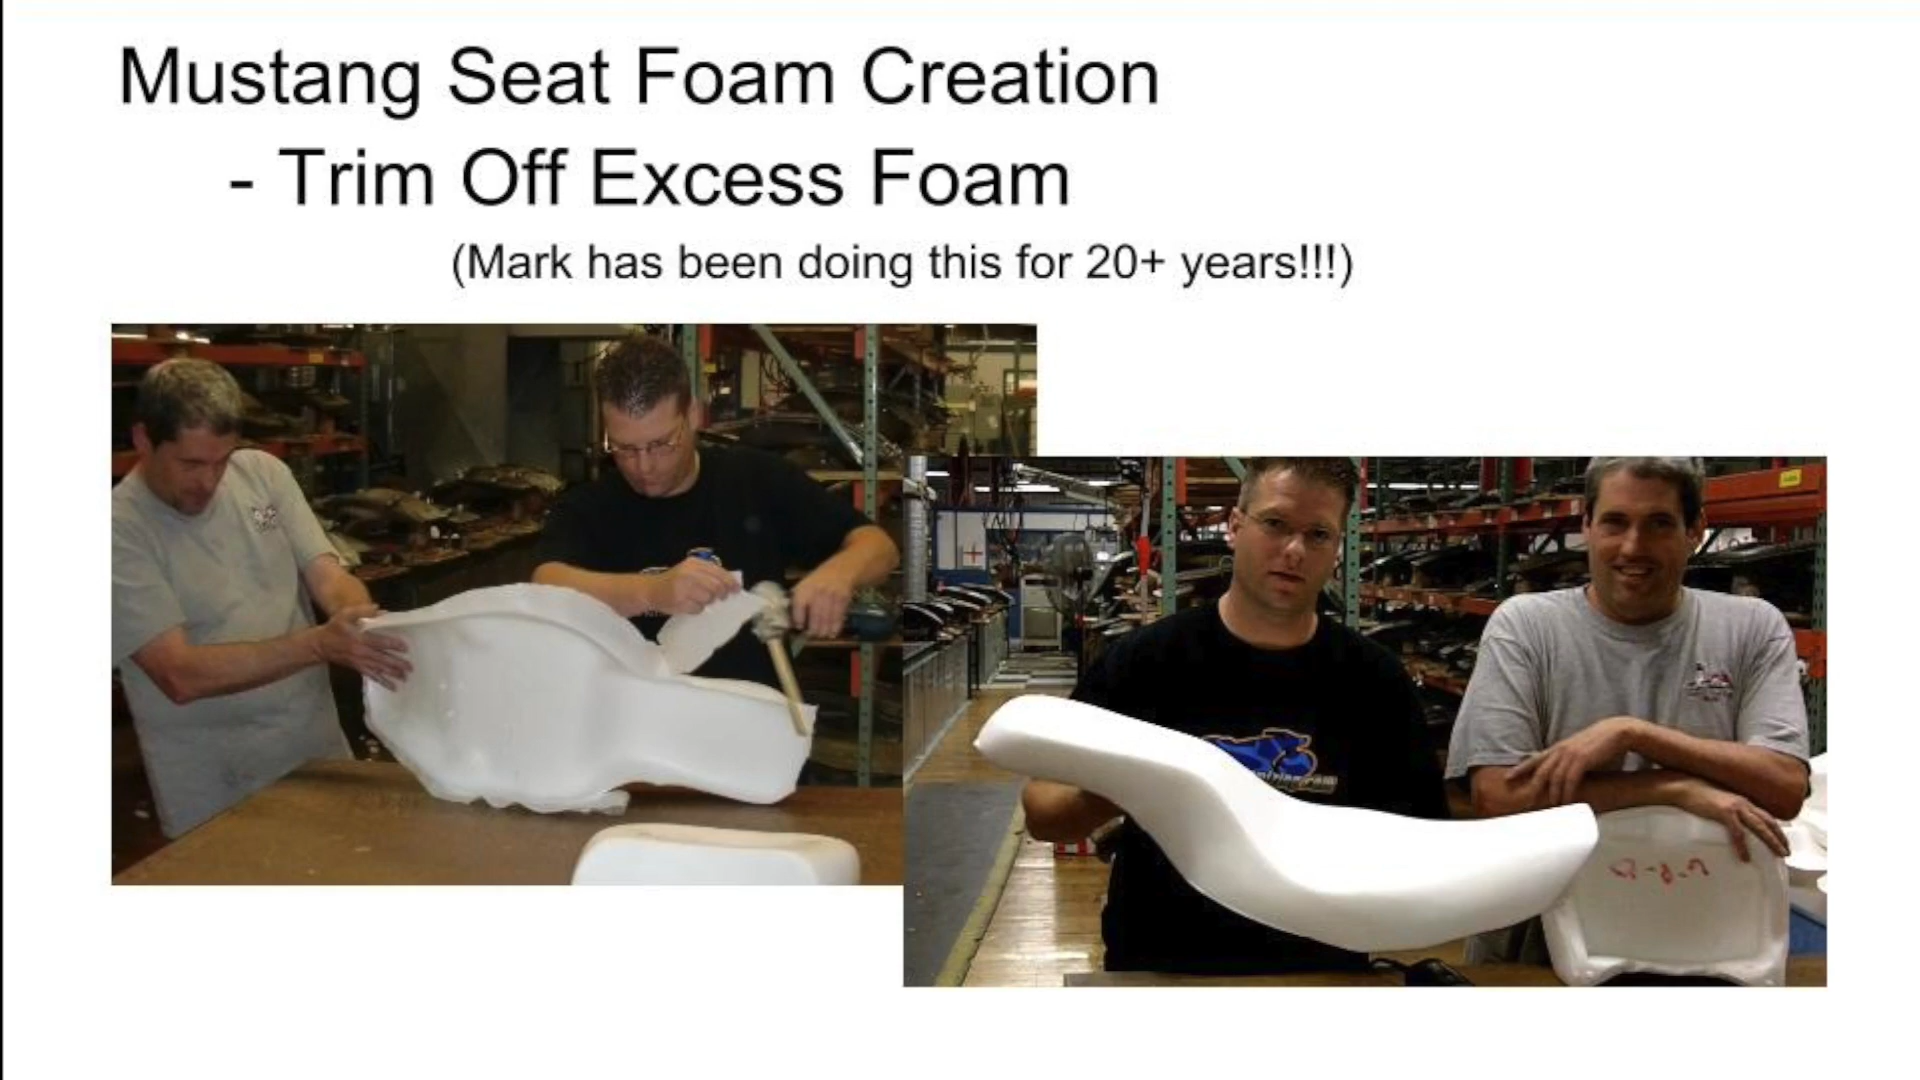 Mustang Seat Foam Creation
- Trim Off Excess Foam
(Mark has been doing this for 20+ years!!!)